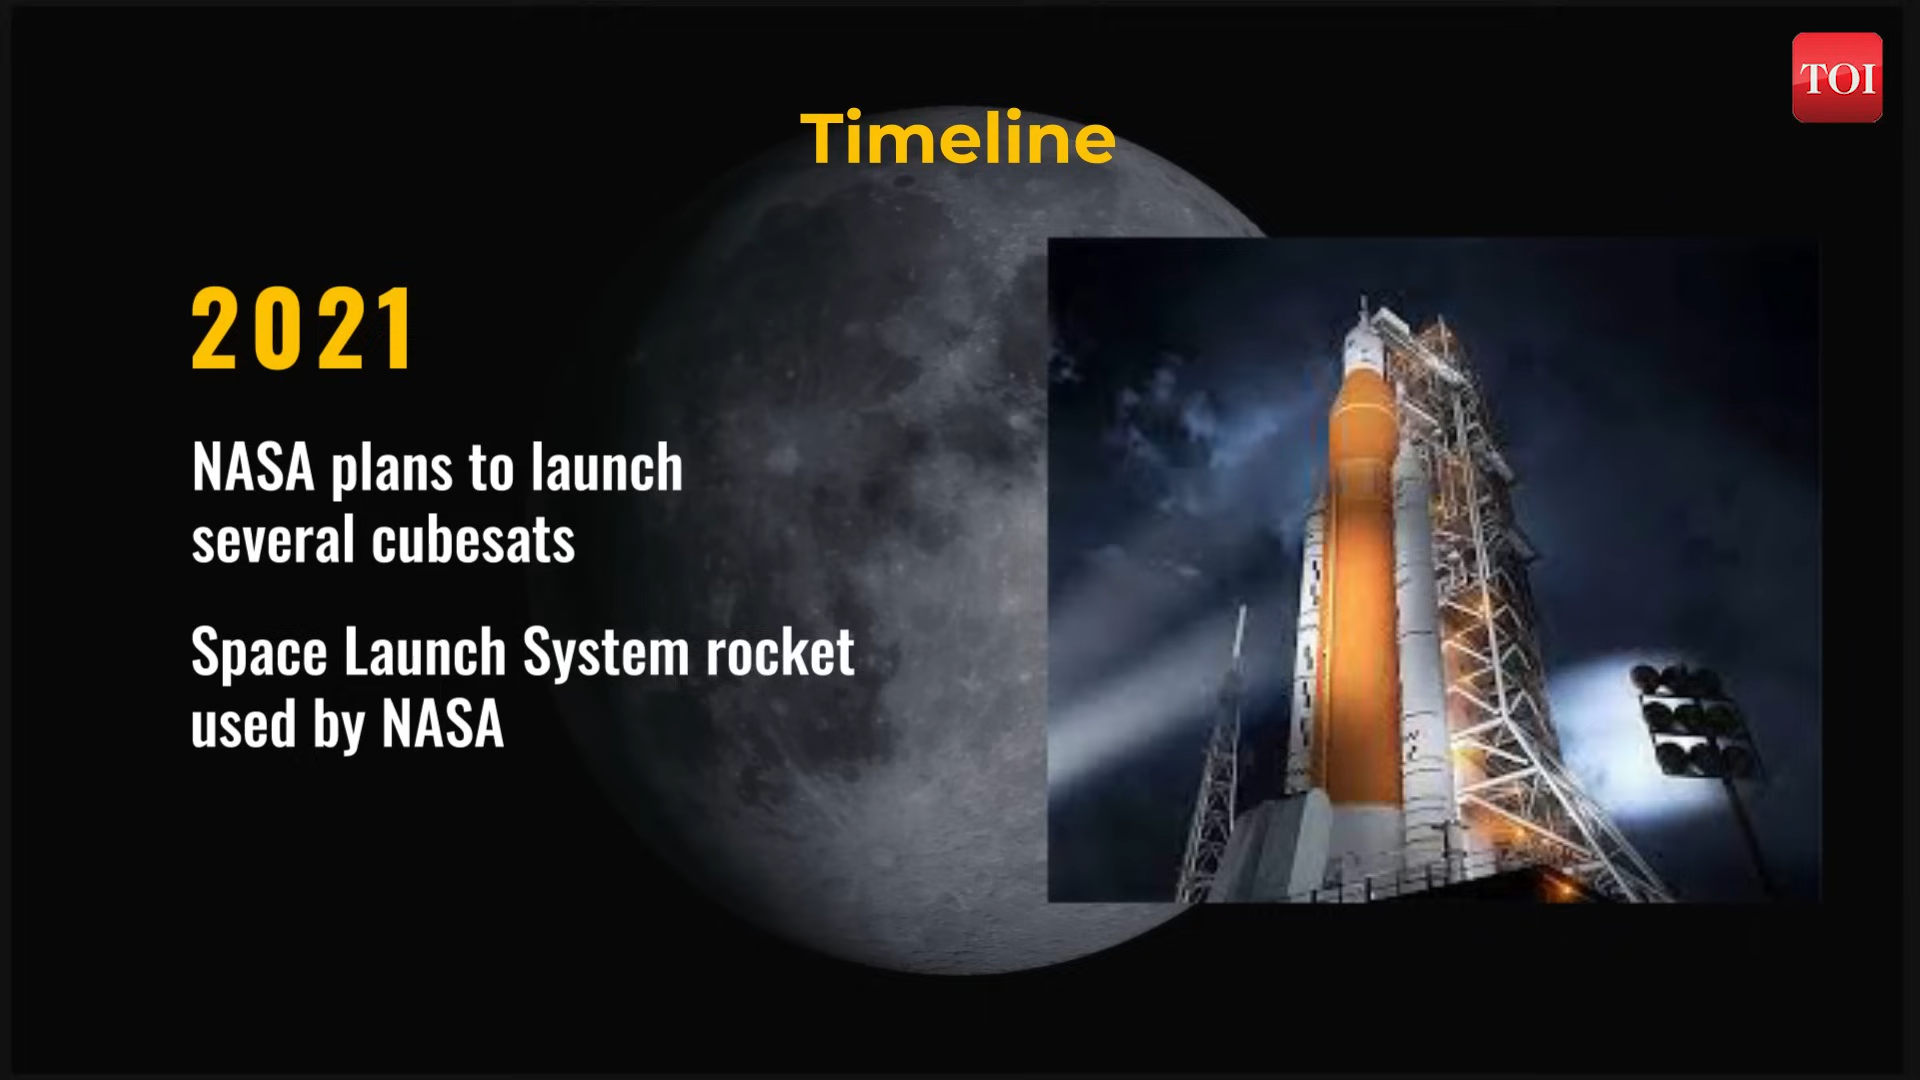 TOI
Timeline
2021
NASA plans to launch
several cubesats
Space Launch System rocket
used by NASA